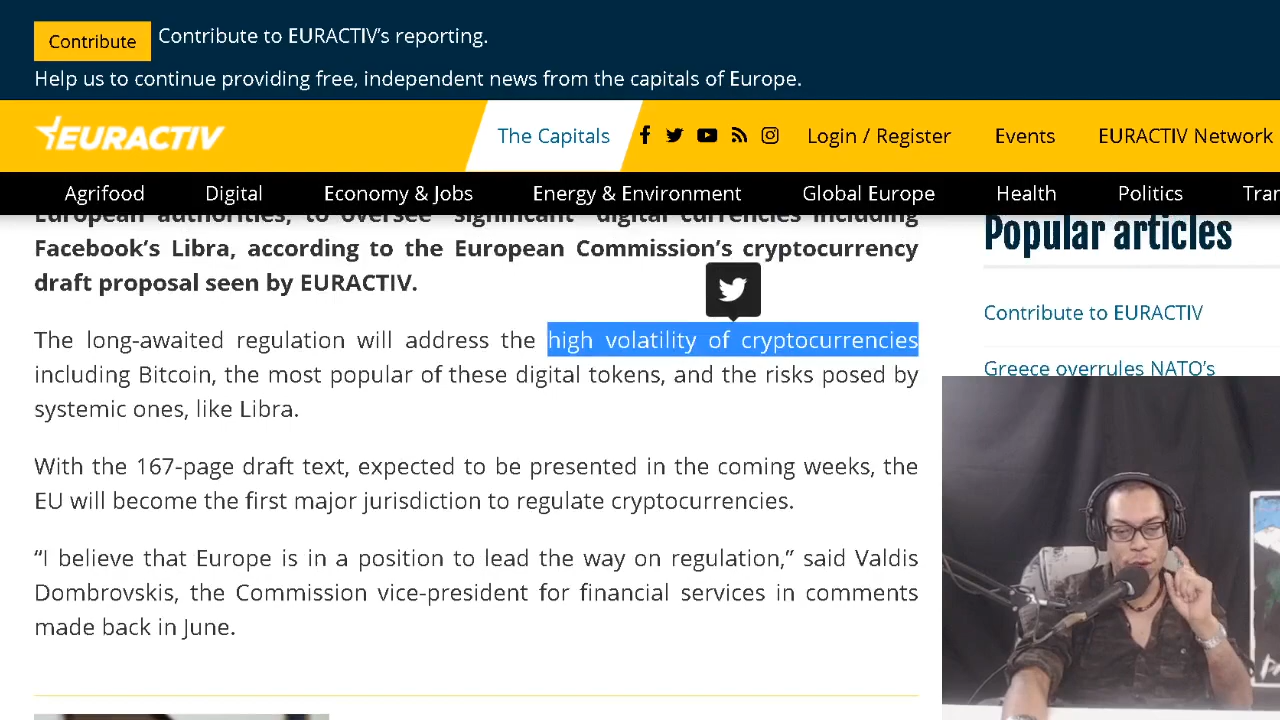 Contribute Contribute to EURACTIV's reporting.
Help us to continue providing free, independent news from the capitals of Europe.
EURACTIV The Capitals Login / Register Events EURACTIV Network
Agrifood Digital Economy & Jobs Energy & Environment Global Europe Health Politics Tran
European authorities, to oversee “significant” digital currencies including
Facebook’s Libra, according to the European Commission’s cryptocurrency
draft proposal seen by EURACTIV.
The long-awaited regulation will address the high volatility of cryptocurrencies
including Bitcoin, the most popular of these digital tokens, and the risks posed by
systemic ones, like Libra.
With the 167-page draft text, expected to be presented in the coming weeks, the
EU will become the first major jurisdiction to regulate cryptocurrencies.
“I believe that Europe is in a position to lead the way on regulation,” said Valdis
Dombrovskis, the Commission vice-president for financial services in comments
made back in June.
Popular articles
Contribute to EURACTIV
Greece overrules NATO’s